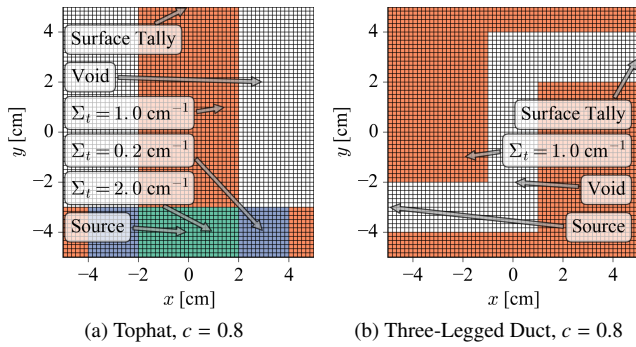 4
2
0
−2
−4
y [cm]
Surface Tally
Void
Σt = 1.0 cm⁻¹
Σt = 0.2 cm⁻¹
Σt = 2.0 cm⁻¹
Source
−4 −2 0 2 4
x [cm]
(a) Tophat, c = 0.8
4
2
0
−2
−4
y [cm]
Surface Tally
Σt = 1.0 cm⁻¹
Void
Source
−4 −2 0 2 4
x [cm]
(b) Three-Legged Duct, c = 0.8